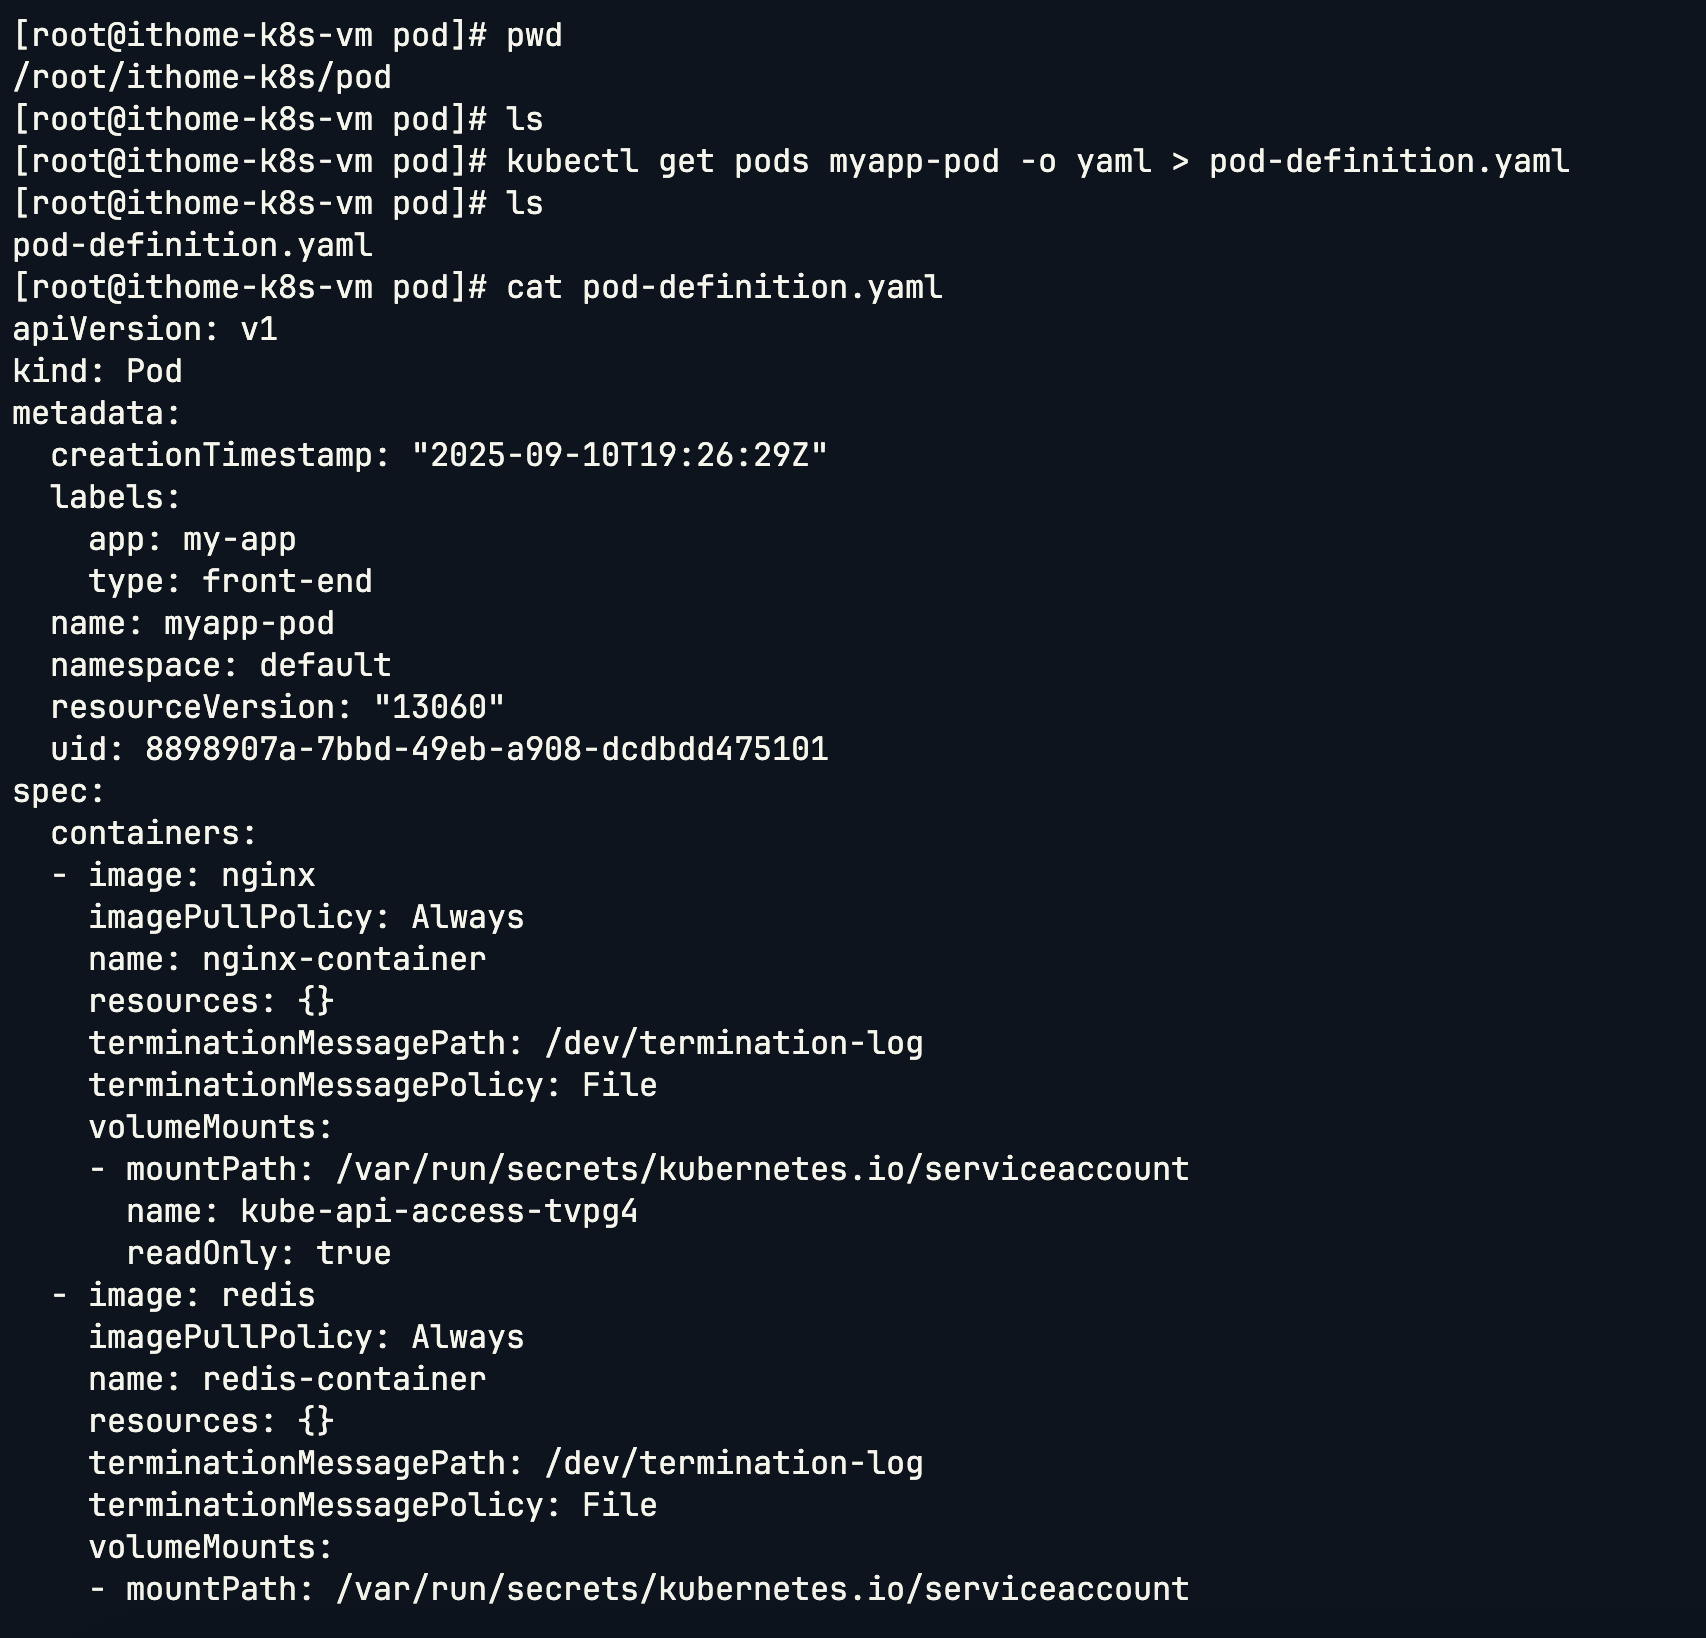 [root@ithome-k8s-vm pod]# pwd
/root/ithome-k8s/pod
[root@ithome-k8s-vm pod]# ls
[root@ithome-k8s-vm pod]# kubectl get pods myapp-pod -o yaml > pod-definition.yaml
[root@ithome-k8s-vm pod]# ls
pod-definition.yaml
[root@ithome-k8s-vm pod]# cat pod-definition.yaml
apiVersion: v1
kind: Pod
metadata:
  creationTimestamp: "2025-09-10T19:26:29Z"
  labels:
    app: my-app
    type: front-end
  name: myapp-pod
  namespace: default
  resourceVersion: "13060"
  uid: 8898907a-7bbd-49eb-a908-dcdbdd475101
spec:
  containers:
  - image: nginx
    imagePullPolicy: Always
    name: nginx-container
    resources: {}
    terminationMessagePath: /dev/termination-log
    terminationMessagePolicy: File
    volumeMounts:
    - mountPath: /var/run/secrets/kubernetes.io/serviceaccount
      name: kube-api-access-tvpg4
      readOnly: true
  - image: redis
    imagePullPolicy: Always
    name: redis-container
    resources: {}
    terminationMessagePath: /dev/termination-log
    terminationMessagePolicy: File
    volumeMounts:
    - mountPath: /var/run/secrets/kubernetes.io/serviceaccount